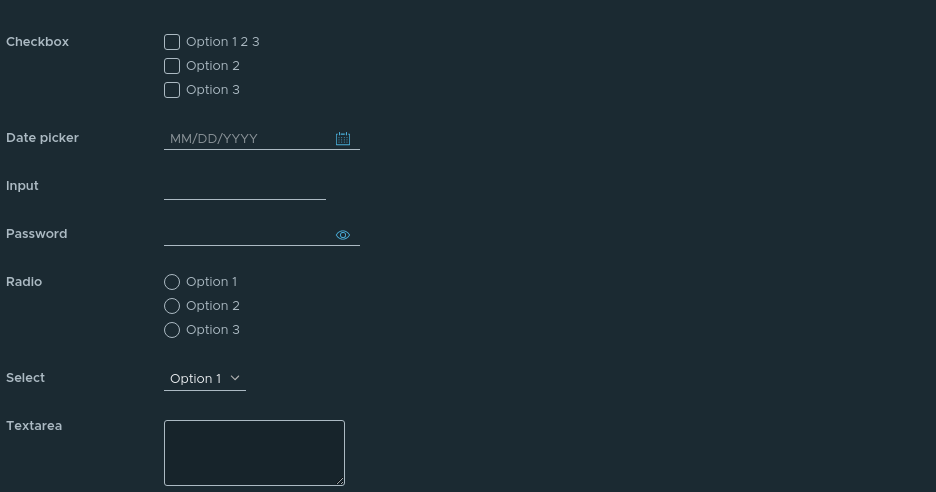 Checkbox
Option 1 2 3
Option 2
Option 3
Date picker
MM/DD/YYYY
Input
Password
Radio
Option 1
Option 2
Option 3
Select
Option 1
Textarea